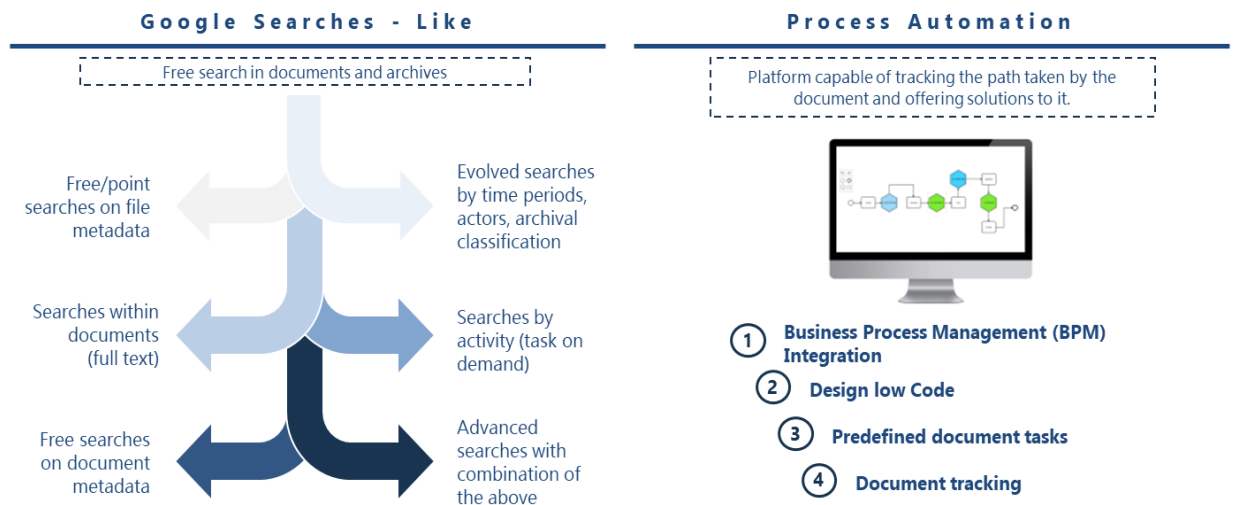 Google Searches - Like
Free search in documents and archives
Free/point
searches on file
metadata
Evolved searches
by time periods,
actors, archival
classification
Searches within
documents
(full text)
Searches by
activity (task on
demand)
Free searches
on document
metadata
Advanced
searches with
combination of
the above
Process Automation
Platform capable of tracking the path taken by the
document and offering solutions to it.
1
Business Process Management (BPM)
Integration
2
Design low Code
3
Predefined document tasks
4
Document tracking